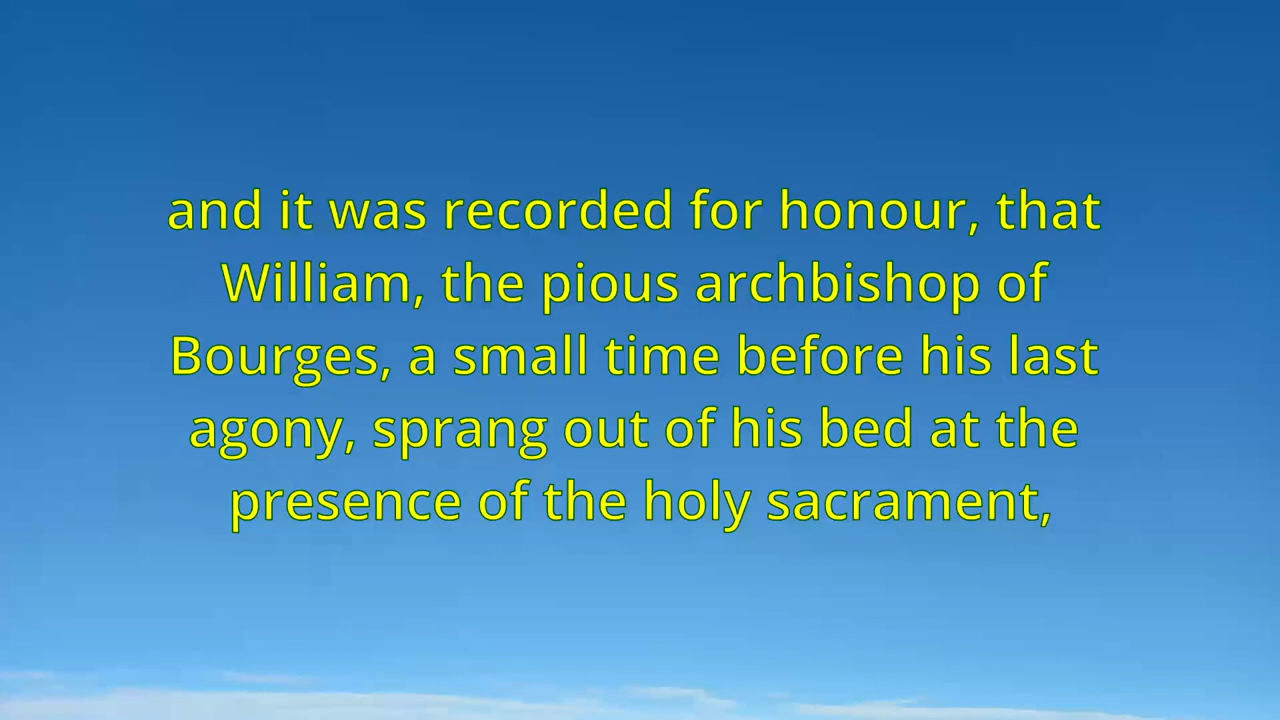 and it was recorded for honour, that
William, the pious archbishop of
Bourges, a small time before his last
agony, sprang out of his bed at the
presence of the holy sacrament,